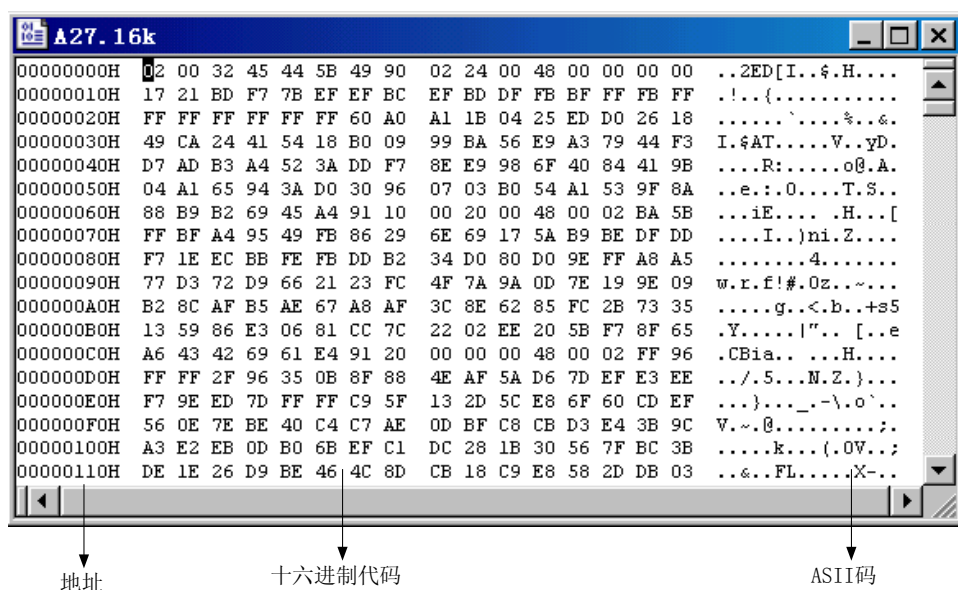 A27.16k
00000000H 02 00 32 45 44 5B 49 90 02 24 00 48 00 00 00 00 ..2ED[I..$.H....
00000010H 17 21 BD F7 7B EF EF BC EF BD DF FB BF FF FB FF .!..{...........
00000020H FF FF FF FF FF FF 60 A0 A1 1B 04 25 ED D0 26 18 ......`....%..&.
00000030H 49 CA 24 41 54 18 B0 09 99 BA 56 E9 A3 79 44 F3 I.$AT.....V..yD.
00000040H D7 AD B3 A4 52 3A DD F7 8E E9 98 6F 40 84 41 9B ....R:.....o@.A.
00000050H 04 A1 65 94 3A D0 30 96 07 03 B0 54 A1 53 9F 8A ..e.:.0....T.S..
00000060H 88 B9 B2 69 45 A4 91 10 00 20 00 48 00 02 BA 5B ...iE.... .H...[
00000070H FF BF A4 95 49 FB 86 29 6E 69 17 5A B9 BE DF DD ....I..)ni.Z....
00000080H F7 1E EC BB FE FB DD B2 34 D0 80 D0 9E FF A8 A5 ........4.......
00000090H 77 D3 72 D9 66 21 23 FC 4F 7A 9A 0D 7E 19 9E 09 w.r.f!#.Oz..~...
000000A0H B2 8C AF B5 AE 67 A8 AF 3C 8E 62 85 FC 2B 73 35 .....g..<.b..+s5
000000B0H 13 59 86 E3 06 81 CC 7C 22 02 EE 20 5B F7 8F 65 .Y.....|".. [..e
000000C0H A6 43 42 69 61 E4 91 20 00 00 00 48 00 02 FF 96 .CBia.. ...H....
000000D0H FF FF 2F 96 35 0B 8F 88 4E AF 5A D6 7D EF E3 EE ../.5...N.Z.}...
000000E0H F7 9E ED 7D FF FF C9 5F 13 2D 5C E8 6F 60 CD EF ...}..._.-\.o`..
000000F0H 56 0E 7E BE 40 C4 C7 AE 0D BF C8 CB D3 E4 3B 9C V.~.@.........;.
00000100H A3 E2 EB 0D B0 6B EF C1 DC 28 1B 30 56 7F BC 3B .....k...(.0V..;
00000110H DE 1E 26 D9 BE 46 4C 8D CB 18 C9 E8 58 2D DB 03 ..&..FL.....X-..
地址 十六进制代码 ASII码